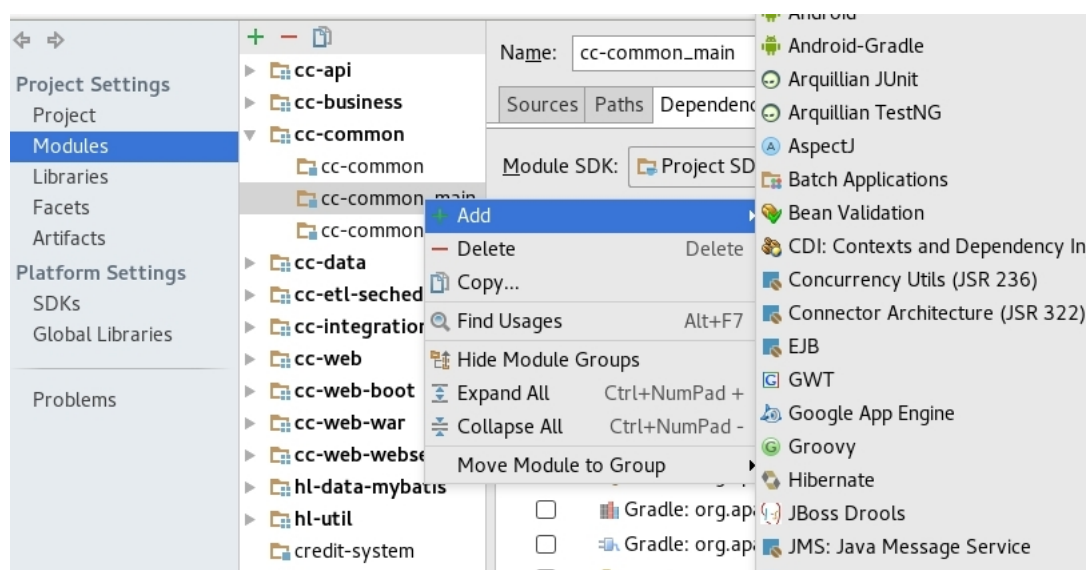 Project Settings
Project
Modules
Libraries
Facets
Artifacts
Platform Settings
SDKs
Global Libraries
Problems
cc-api
cc-business
cc-common
cc-common
cc-common_main
cc-common
cc-data
cc-etl-sched
cc-integration
cc-web
cc-web-boot
cc-web-war
cc-web-webse
hl-data-mybatis
hl-util
credit-system
Name: cc-common_main
Sources Paths Dependenc
Module SDK: Project SD
Add
Delete Delete
Copy...
Find Usages Alt+F7
Hide Module Groups
Expand All Ctrl+NumPad +
Collapse All Ctrl+NumPad -
Move Module to Group
Gradle: org.apa
Gradle: org.apa
Android
Android-Gradle
Arquillian JUnit
Arquillian TestNG
AspectJ
Batch Applications
Bean Validation
CDI: Contexts and Dependency In
Concurrency Utils (JSR 236)
Connector Architecture (JSR 322)
EJB
GWT
Google App Engine
Groovy
Hibernate
JBoss Drools
JMS: Java Message Service